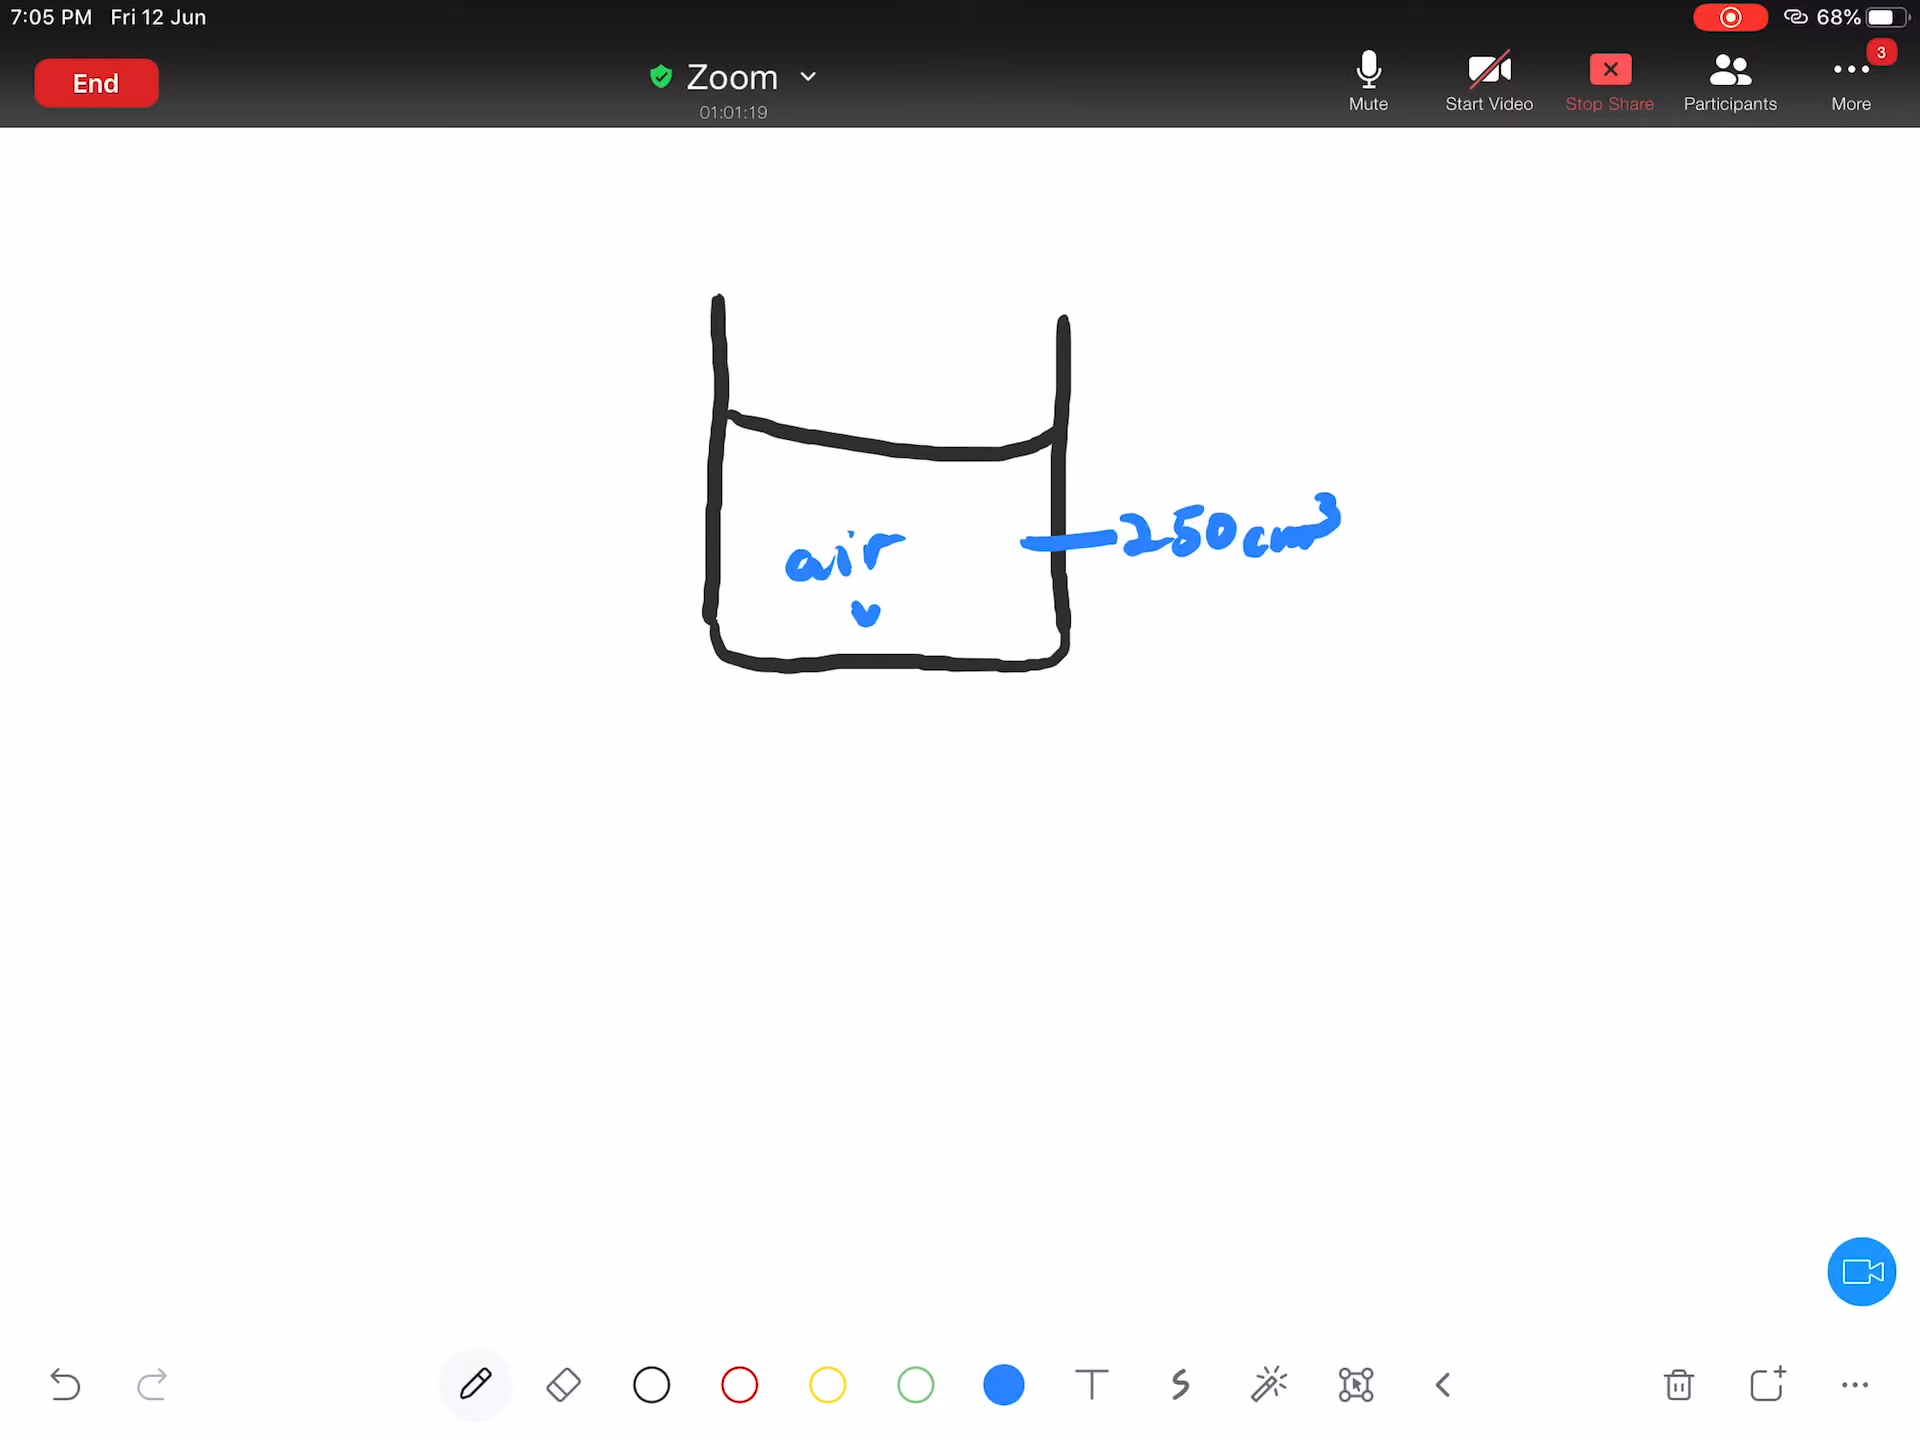 7:05 PM Fri 12 Jun
68%
End
Zoom
01:01:19
Mute
Start Video
Stop Share
Participants
3
More
250cm³
air
T